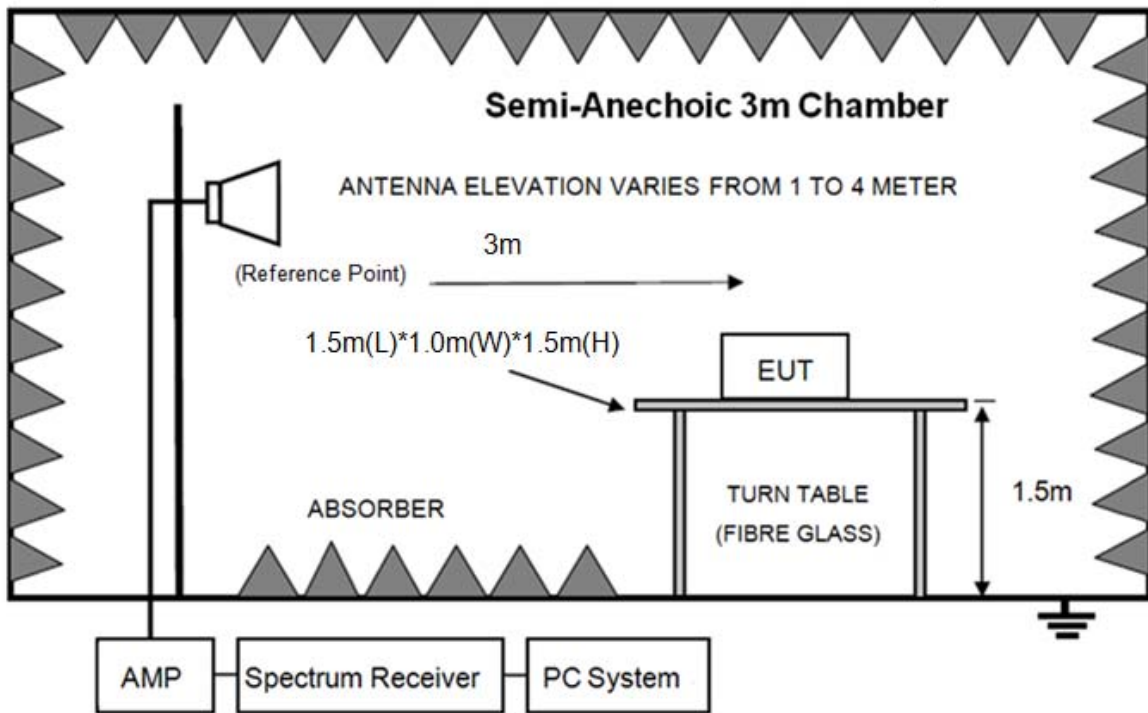 Semi-Anechoic 3m Chamber
ANTENNA ELEVATION VARIES FROM 1 TO 4 METER
3m
(Reference Point)
1.5m(L)*1.0m(W)*1.5m(H)
EUT
ABSORBER
TURN TABLE
(FIBRE GLASS)
1.5m
AMP
Spectrum Receiver
PC System